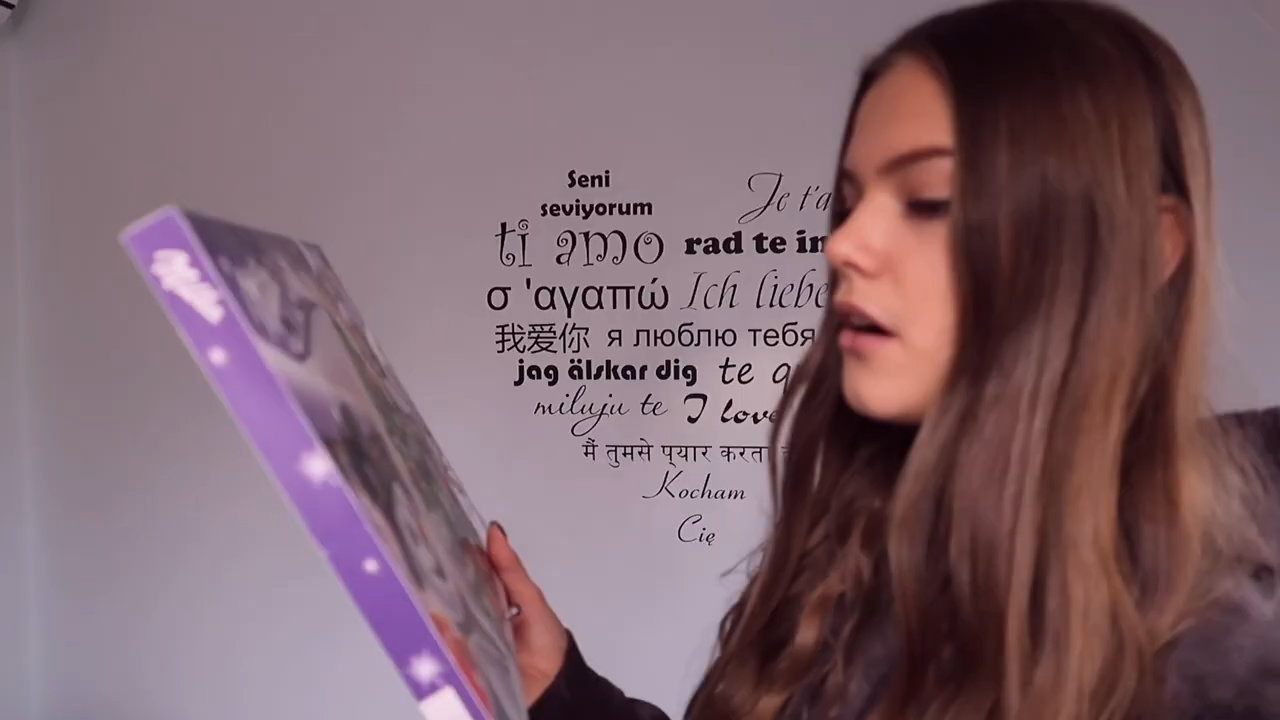 Seni
seviyorum
Je t'a
ti amo rad te in
σ 'αγαπώ Ich liebe
我爱你 я люблю тебя
jag älskar dig te q
miluju te I love
मैं तुमसे प्यार करता
Kocham
Cię